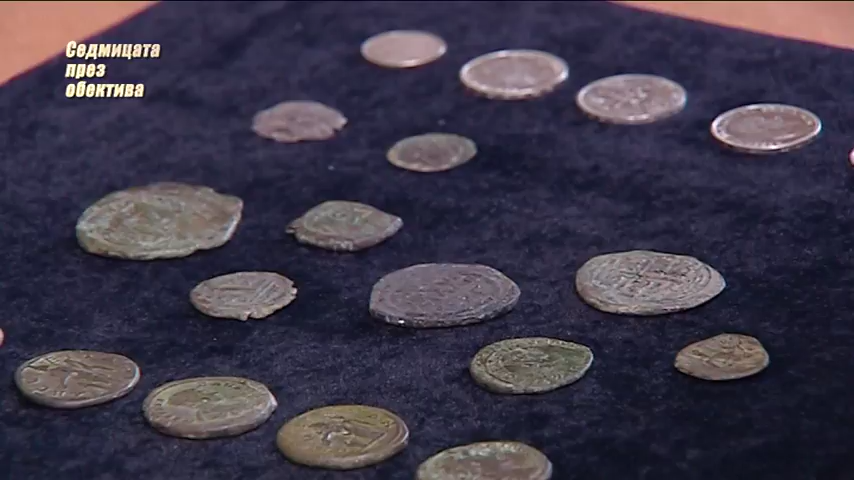 Седмицата
през
обектива